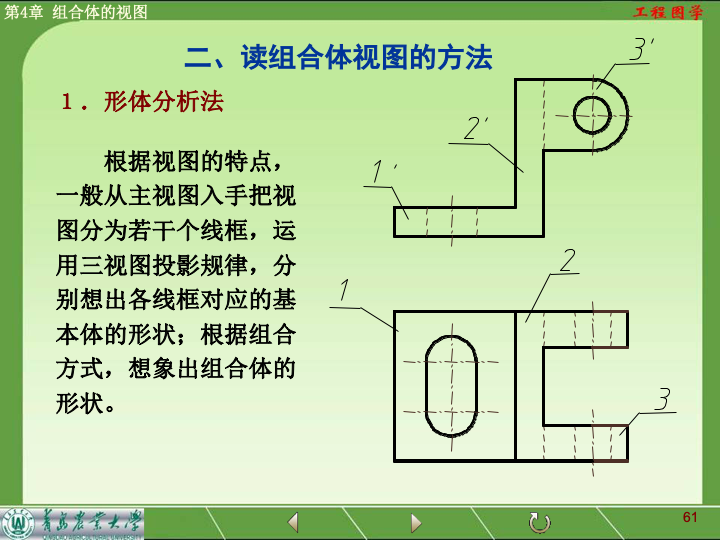 第4章 组合体的视图
工程图学
二、读组合体视图的方法
１．形体分析法
根据视图的特点，
一般从主视图入手把视
图分为若干个线框，运
用三视图投影规律，分
别想出各线框对应的基
本体的形状；根据组合
方式，想象出组合体的
形状。
3′
2′
1′
2
1
3
青岛农业大学
61